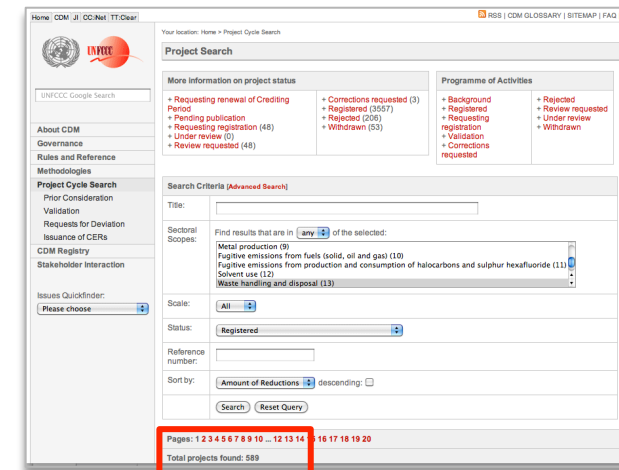 Home CDM JI CC:iNet TT:Clear
RSS | CDM GLOSSARY | SITEMAP | FAQ
UNFCCC
UNFCCC Google Search
About CDM
Governance
Rules and Reference
Methodologies
Project Cycle Search
Prior Consideration
Validation
Requests for Deviation
Issuance of CERs
CDM Registry
Stakeholder Interaction
Issues Quickfinder:
Please choose
Your location: Home > Project Cycle Search
Project Search
More information on project status
+ Requesting renewal of Crediting
Period
+ Pending publication
+ Requesting registration (48)
+ Under review (0)
+ Review requested (48)
+ Corrections requested (3)
+ Registered (3557)
+ Rejected (206)
+ Withdrawn (53)
Programme of Activities
+ Background
+ Registered
+ Requesting
registration
+ Validation
+ Corrections
requested
+ Rejected
+ Review requested
+ Under review
+ Withdrawn
Search Criteria [Advanced Search]
Title:
Sectoral
Scopes:
Find results that are in any of the selected:
Metal production (9)
Fugitive emissions from fuels (solid, oil and gas) (10)
Fugitive emissions from production and consumption of halocarbons and sulphur hexafluoride (11)
Solvent use (12)
Waste handling and disposal (13)
Scale:
All
Status:
Registered
Reference
number:
Sort by:
Amount of Reductions descending:
Search Reset Query
Pages: 1 2 3 4 5 6 7 8 9 10 ... 12 13 14 15 16 17 18 19 20
Total projects found: 589